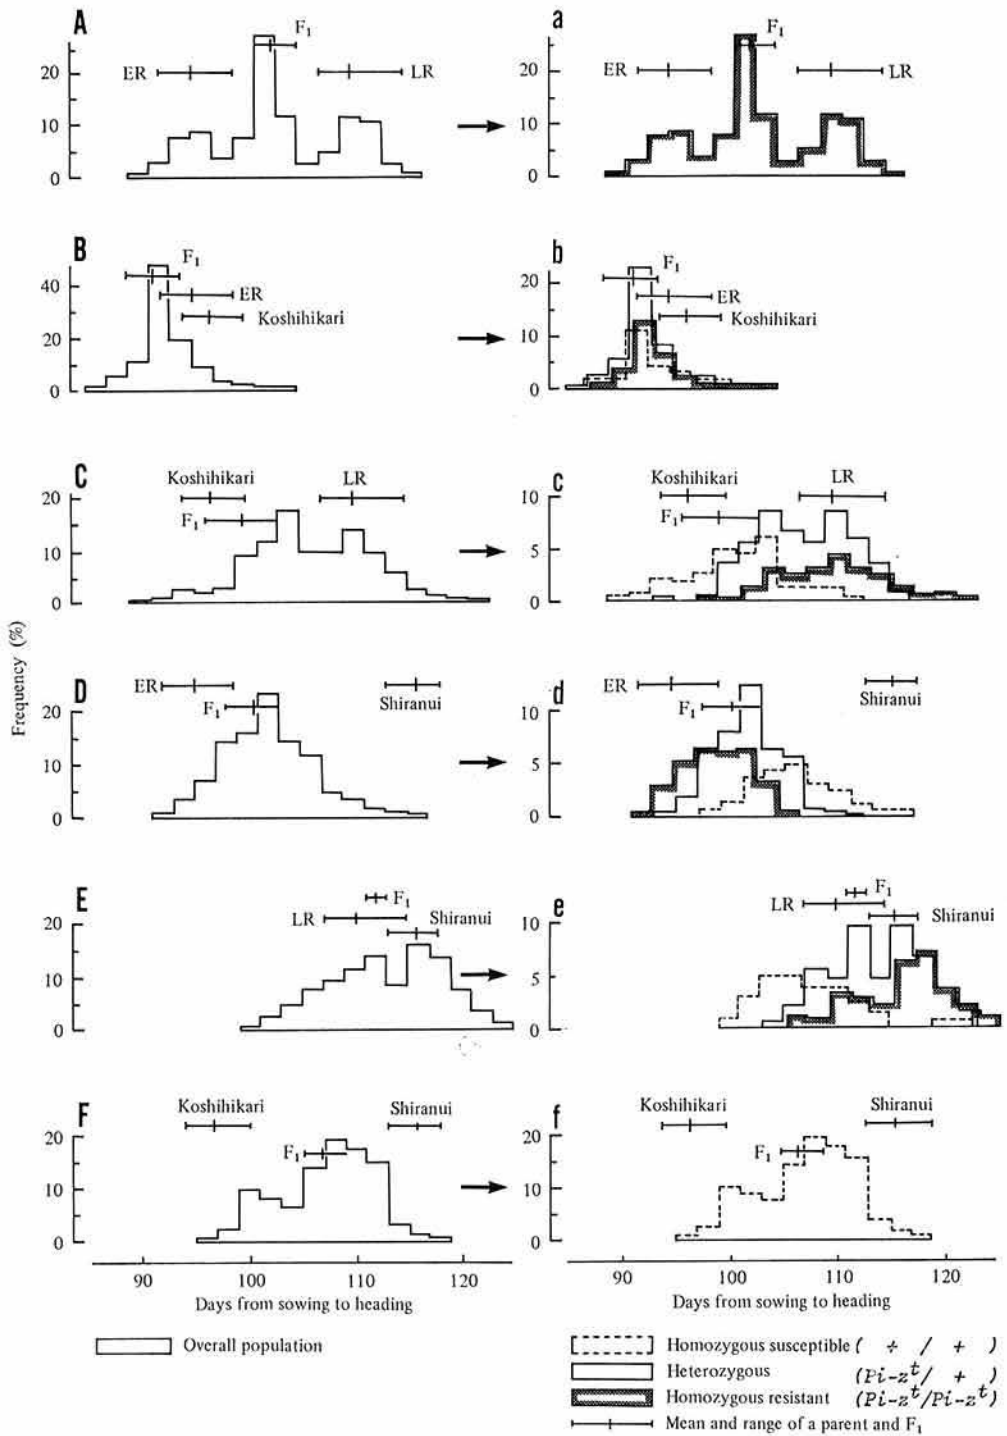 A
20
10
0
ER
F1
LR
a
20
10
0
ER
F1
LR
B
40
20
0
F1
ER
Koshihikari
b
20
10
0
F1
ER
Koshihikari
C
20
10
0
Koshihikari
LR
F1
c
10
5
0
Koshihikari
LR
F1
Frequency (%)
D
20
10
0
ER
F1
Shiranui
d
10
5
0
ER
F1
Shiranui
E
20
10
0
LR
F1
Shiranui
e
10
5
0
LR
F1
Shiranui
F
20
10
0
Koshihikari
Shiranui
F1
f
20
10
0
Koshihikari
Shiranui
F1
90 100 110 120
Days from sowing to heading
90 100 110 120
Days from sowing to heading
Overall population
Homozygous susceptible ( + / + )
Heterozygous (Pi-z^t/ + )
Homozygous resistant (Pi-z^t/Pi-z^t)
Mean and range of a parent and F1